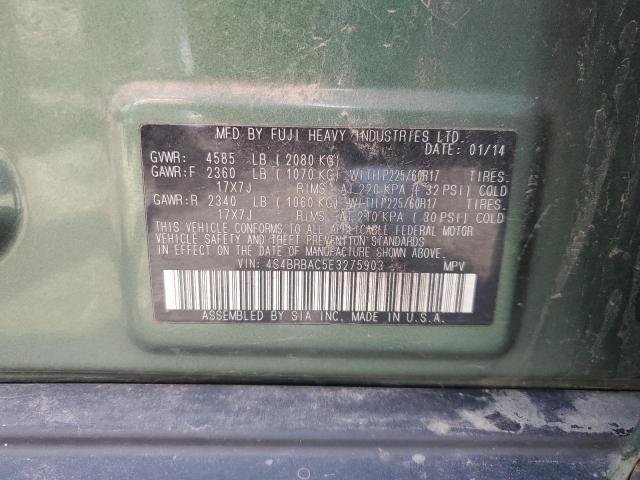 MFD BY FUJI HEAVY INDUSTRIES LTD.
DATE: 01/14
GVWR: 4585 LB ( 2080 KG)
GAWR:F 2360 LB ( 1070 KG) WITH P225/60R17 TIRES.
17X7J RIMS. AT 220 KPA ( 32 PSI) COLD
GAWR:R 2340 LB ( 1060 KG) WITH P225/60R17 TIRES.
17X7J RIMS. AT 210 KPA ( 30 PSI) COLD
THIS VEHICLE CONFORMS TO ALL APPLICABLE FEDERAL MOTOR
VEHICLE SAFETY AND THEFT PREVENTION STANDARDS
IN EFFECT ON THE DATE OF MANUFACTURE SHOWN ABOVE.
VIN: 4S4BRBAC5E3275903 MPV
ASSEMBLED BY SIA INC. MADE IN U.S.A.